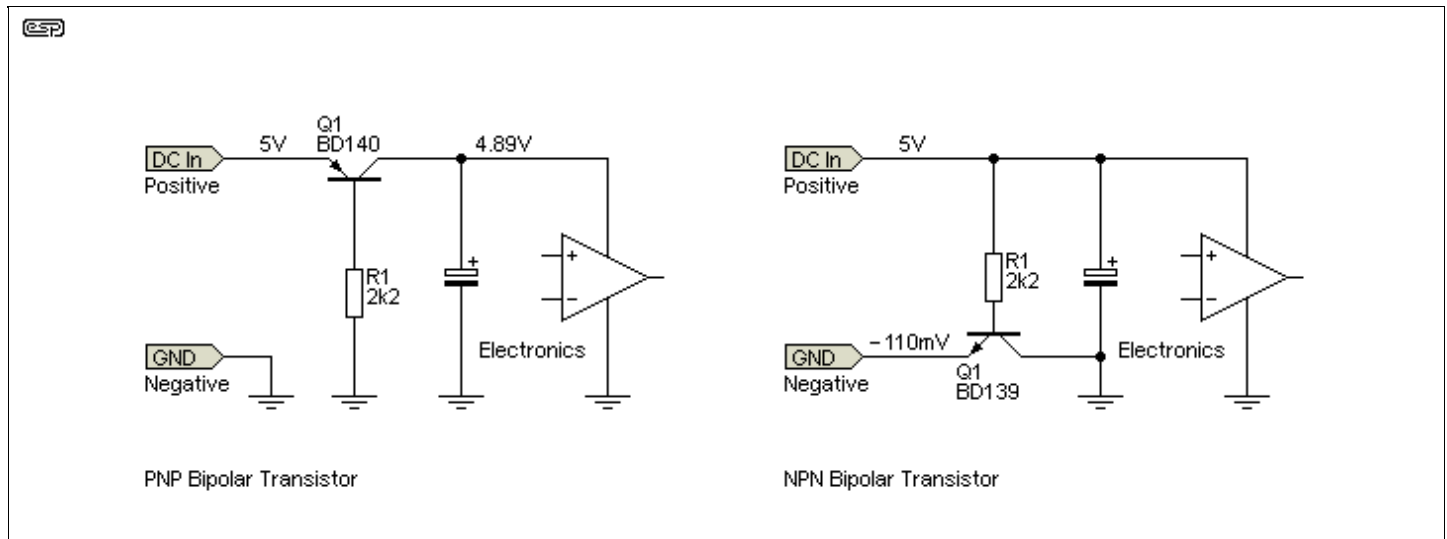 esp
Q1
BD140
5V
4.89V
DC In
Positive
+
R1
2k2
+
−
GND
Negative
Electronics
PNP Bipolar Transistor
5V
DC In
Positive
R1
2k2
+
+
−
GND
Negative
−110mV
Q1
BD139
Electronics
NPN Bipolar Transistor